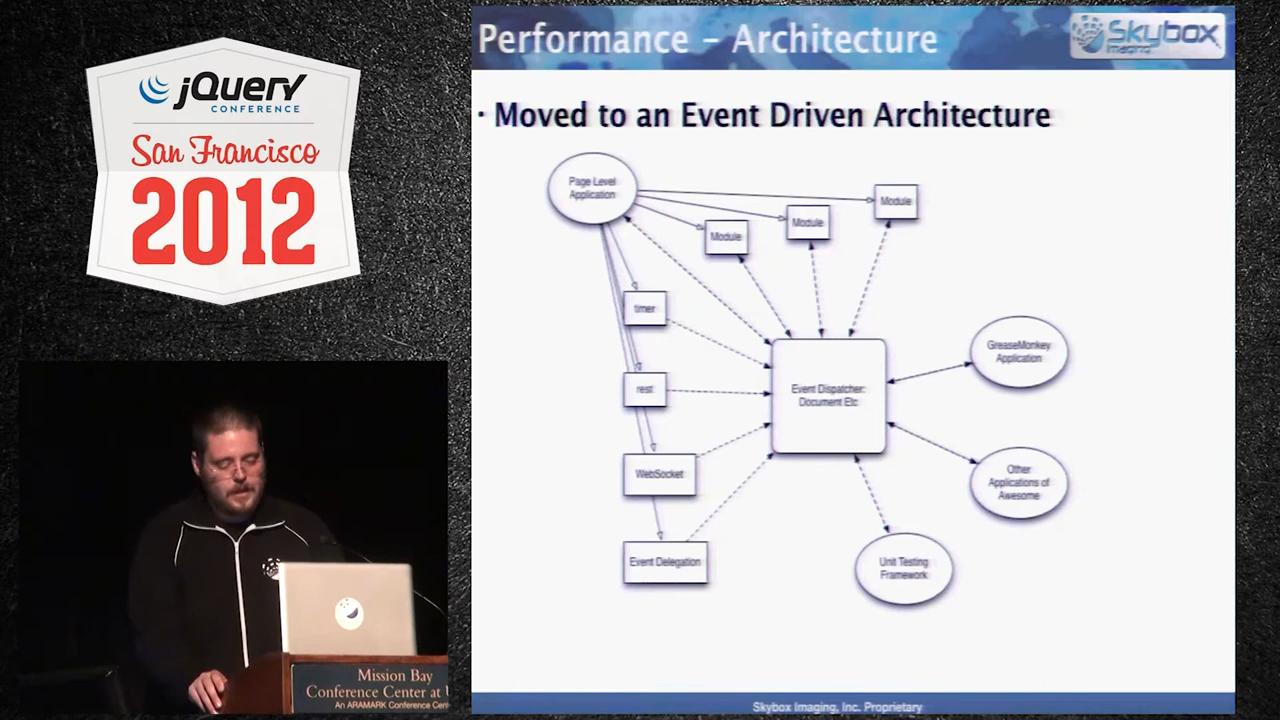 jQuery
CONFERENCE
San Francisco
2012
Performance – Architecture
Skybox
Imaging
· Moved to an Event Driven Architecture
Page Level
Application
Module
Module
Module
timer
rest
WebSocket
Event Delegation
Event Dispatcher:
Document Etc
GreaseMonkey
Application
Other
Applications of
Awesome
Unit Testing
Framework
Skybox Imaging, Inc. Proprietary
Mission Bay
Conference Center at
An ARAMARK Conference